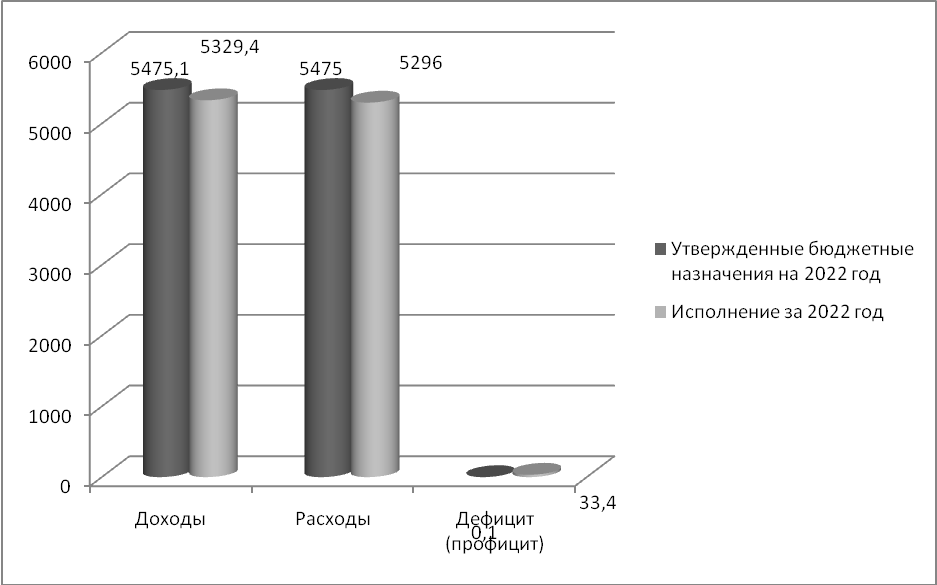 5329,4
5475,1
5475
5296
6000
5000
4000
3000
2000
1000
0
Доходы
Расходы
Дефицит
(профицит)
0,1
33,4
Утвержденные бюджетные
назначения на 2022 год
Исполнение за 2022 год